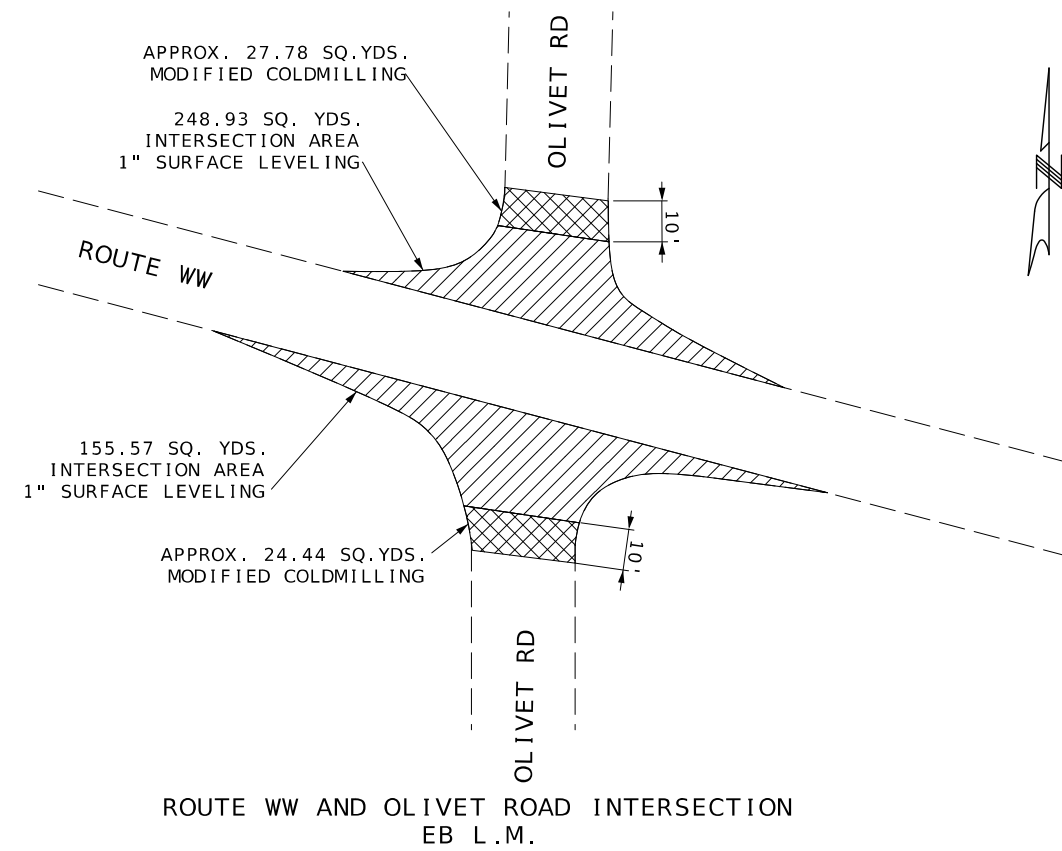 OLIVET RD
APPROX. 27.78 SQ.YDS.
MODIFIED COLDMILLING
248.93 SQ. YDS.
INTERSECTION AREA
1" SURFACE LEVELING
10'
N
ROUTE WW
155.57 SQ. YDS.
INTERSECTION AREA
1" SURFACE LEVELING
APPROX. 24.44 SQ.YDS.
MODIFIED COLDMILLING
10'
OLIVET RD
ROUTE WW AND OLIVET ROAD INTERSECTION
EB L.M.